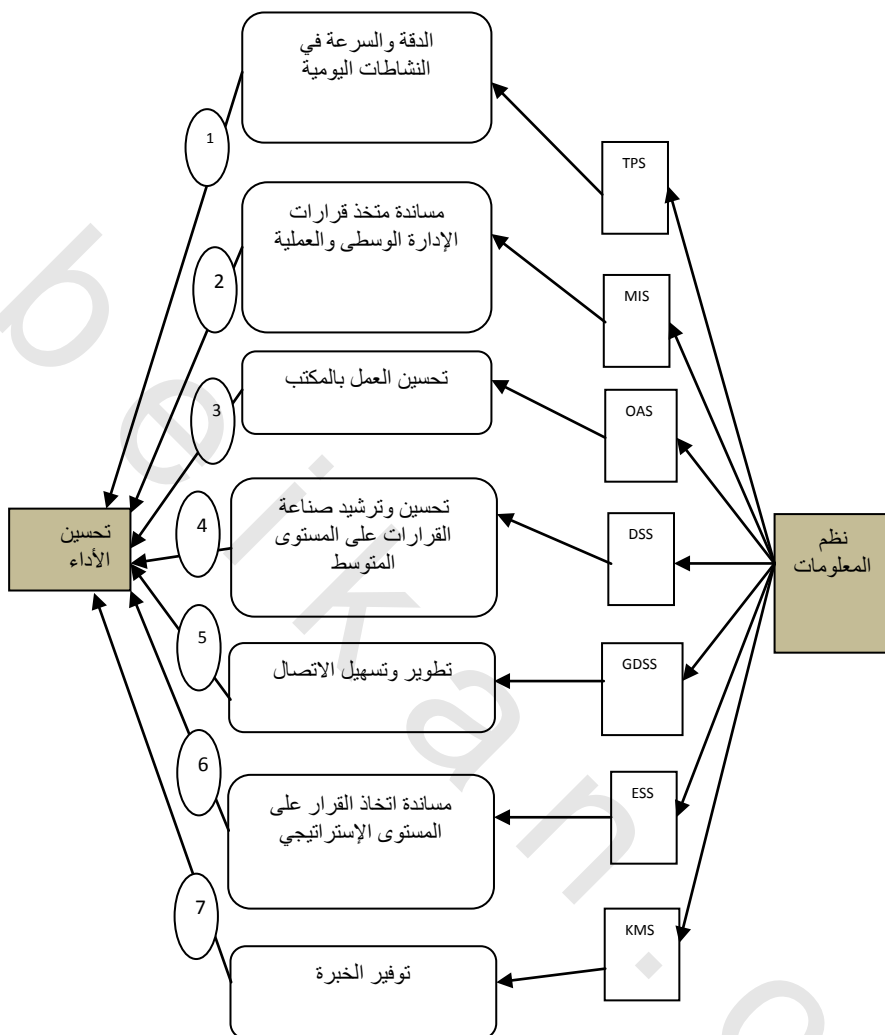 نظم
المعلومات
TPS
MIS
OAS
DSS
GDSS
ESS
KMS
الدقة والسرعة في
النشاطات اليومية
مساندة متخذ قرارات
الإدارة الوسطى والعملية
تحسين العمل بالمكتب
تحسين وترشيد صناعة
القرارات على المستوى
المتوسط
تطوير وتسهيل الاتصال
مساندة اتخاذ القرار على
المستوى الإستراتيجي
توفير الخبرة
1
2
3
4
5
6
7
تحسين
الأداء
b e i k a n . o